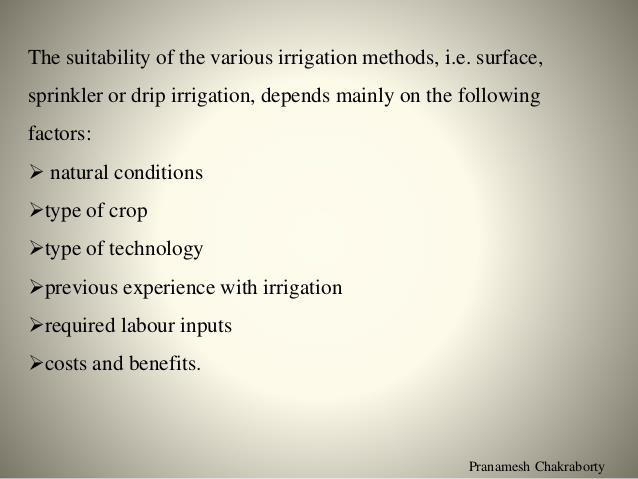 The suitability of the various irrigation methods, i.e. surface,
sprinkler or drip irrigation, depends mainly on the following
factors:
➢ natural conditions
➢type of crop
➢type of technology
➢previous experience with irrigation
➢required labour inputs
➢costs and benefits.
Pranamesh Chakraborty